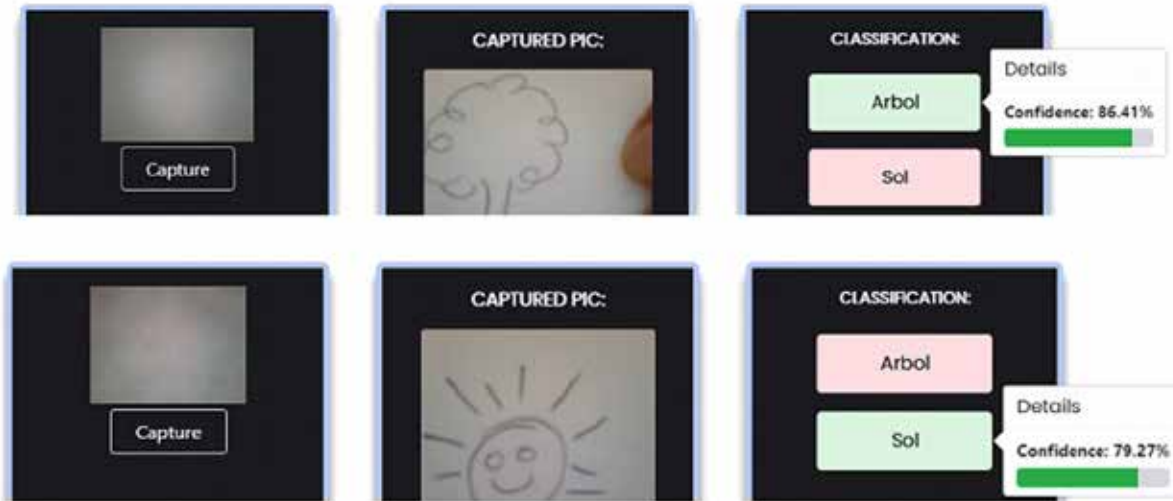 CAPTURED PIC:
CLASSIFICATION:
Details
Arbol
Confidence: 86.41%
Capture
Sol
CAPTURED PIC:
CLASSIFICATION:
Arbol
Details
Capture
Sol
Confidence: 79.27%